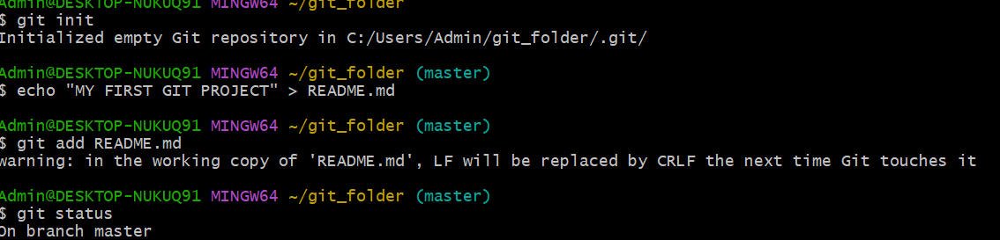 Admin@DESKTOP-NUKUQ91 MINGW64 ~/git_folder
$ git init
Initialized empty Git repository in C:/Users/Admin/git_folder/.git/
Admin@DESKTOP-NUKUQ91 MINGW64 ~/git_folder (master)
$ echo "MY FIRST GIT PROJECT" > README.md
Admin@DESKTOP-NUKUQ91 MINGW64 ~/git_folder (master)
$ git add README.md
warning: in the working copy of 'README.md', LF will be replaced by CRLF the next time Git touches it
Admin@DESKTOP-NUKUQ91 MINGW64 ~/git_folder (master)
$ git status
On branch master